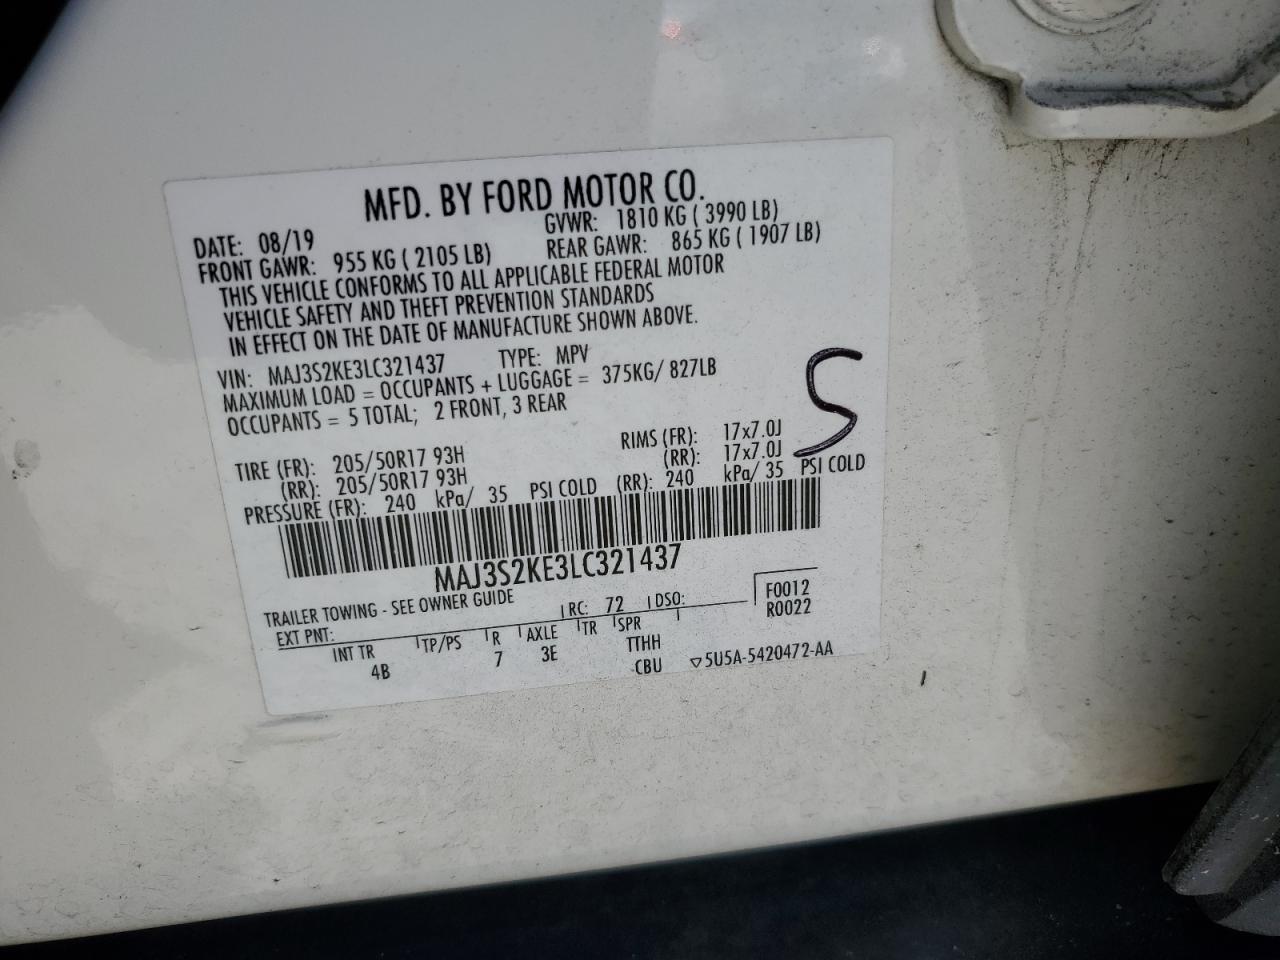 MFD. BY FORD MOTOR CO.
DATE: 08/19 GVWR: 1810 KG ( 3990 LB)
FRONT GAWR: 955 KG ( 2105 LB) REAR GAWR: 865 KG ( 1907 LB)
THIS VEHICLE CONFORMS TO ALL APPLICABLE FEDERAL MOTOR
VEHICLE SAFETY AND THEFT PREVENTION STANDARDS
IN EFFECT ON THE DATE OF MANUFACTURE SHOWN ABOVE.
VIN: MAJ3S2KE3LC321437 TYPE: MPV
MAXIMUM LOAD = OCCUPANTS + LUGGAGE = 375KG/ 827LB
OCCUPANTS = 5 TOTAL; 2 FRONT, 3 REAR
5
TIRE (FR): 205/50R17 93H RIMS (FR): 17x7.0J
(RR): 205/50R17 93H (RR): 17x7.0J
PRESSURE (FR): 240 kPa/ 35 PSI COLD (RR): 240 kPa/ 35 PSI COLD
MAJ3S2KE3LC321437
TRAILER TOWING - SEE OWNER GUIDE
EXT PNT: RC: 72 DSO: F0012
R0022
INT TR TP/PS R AXLE TR SPR
4B 7 3E TTHH
CBU ▽5U5A-5420472-AA